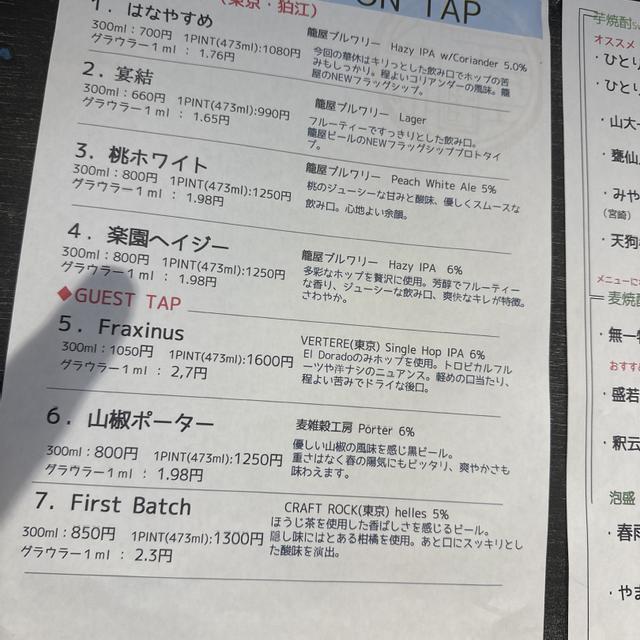 ON TAP
(東京・狛江)
1. はなやすめ
籠屋ブルワリー Hazy IPA w/Coriander 5.0%
300ml：700円 1PINT(473ml):1080円
グラウラー1ml ： 1.76円
今回の華休はキリっとした飲み口でホップの苦
みもしっかり。程よいコリアンダーの風味。籠
屋のNEWフラッグシップ。
2. 宴結
籠屋ブルワリー Lager
300ml：660円 1PINT(473ml):990円
グラウラー1ml ： 1.65円
フルーティーですっきりとした飲み口。
籠屋ビールのNEWフラッグシッププロトタイ
プ。
3. 桃ホワイト
籠屋ブルワリー Peach White Ale 5%
300ml：800円 1PINT(473ml):1250円
グラウラー1ml ： 1.98円
桃のジューシーな甘みと酸味、優しくスムースな
飲み口。心地よい余韻。
4. 楽園ヘイジー
籠屋ブルワリー Hazy IPA 6%
300ml：800円 1PINT(473ml):1250円
グラウラー1ml ： 1.98円
多彩なホップを贅沢に使用。芳醇でフルーティー
な香り、ジューシーな飲み口、爽快なキレが特徴。
さわやか。
◆GUEST TAP
5. Fraxinus
VERTERE(東京) Single Hop IPA 6%
300ml：1050円 1PINT(473ml):1600円
グラウラー1ml ： 2,7円
El Doradoのみホップを使用。トロピカルフル
ーツや洋ナシのニュアンス。軽めの口当たり、
程よい苦みでドライな後口。
6. 山椒ポーター
麦雑穀工房 Porter 6%
300ml：800円 1PINT(473ml):1250円
グラウラー1ml ： 1.98円
優しい山椒の風味を感じ黒ビール。
重さはなく春の陽気にもピッタリ、爽やかさも
味わえます。
7. First Batch
CRAFT ROCK(東京) helles 5%
300ml：850円 1PINT(473ml):1300円
グラウラー1ml ： 2.3円
ほうじ茶を使用した香ばしさを感じるビール。
隠し味にはとある柑橘を使用。あと口にスッキリとし
た酸味を演出。
芋焼酎
オススメ
・ひとり
・ひとり
・山大
・甕仙
・みや
(宮崎)
・天狗
メニューに
麦焼酎
・無一
おすす
・盛若
・釈云
泡盛
・春雨
・やま